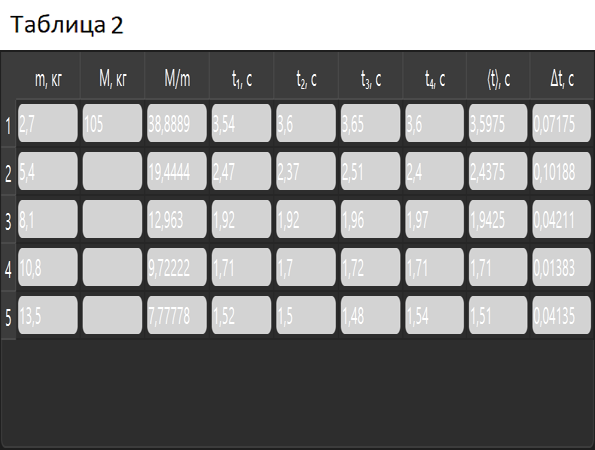 Таблица 2
m, кг M, кг M/m t₁, с t₂, с t₃, с t₄, с ⟨t⟩, с Δt, с
1 2,7 105 38,8889 3,54 3,6 3,65 3,6 3,5975 0,07175
2 5,4 19,4444 2,47 2,37 2,51 2,4 2,4375 0,10188
3 8,1 12,963 1,92 1,92 1,96 1,97 1,9425 0,04211
4 10,8 9,72222 1,71 1,7 1,72 1,71 1,71 0,01383
5 13,5 7,77778 1,52 1,5 1,48 1,54 1,51 0,04135